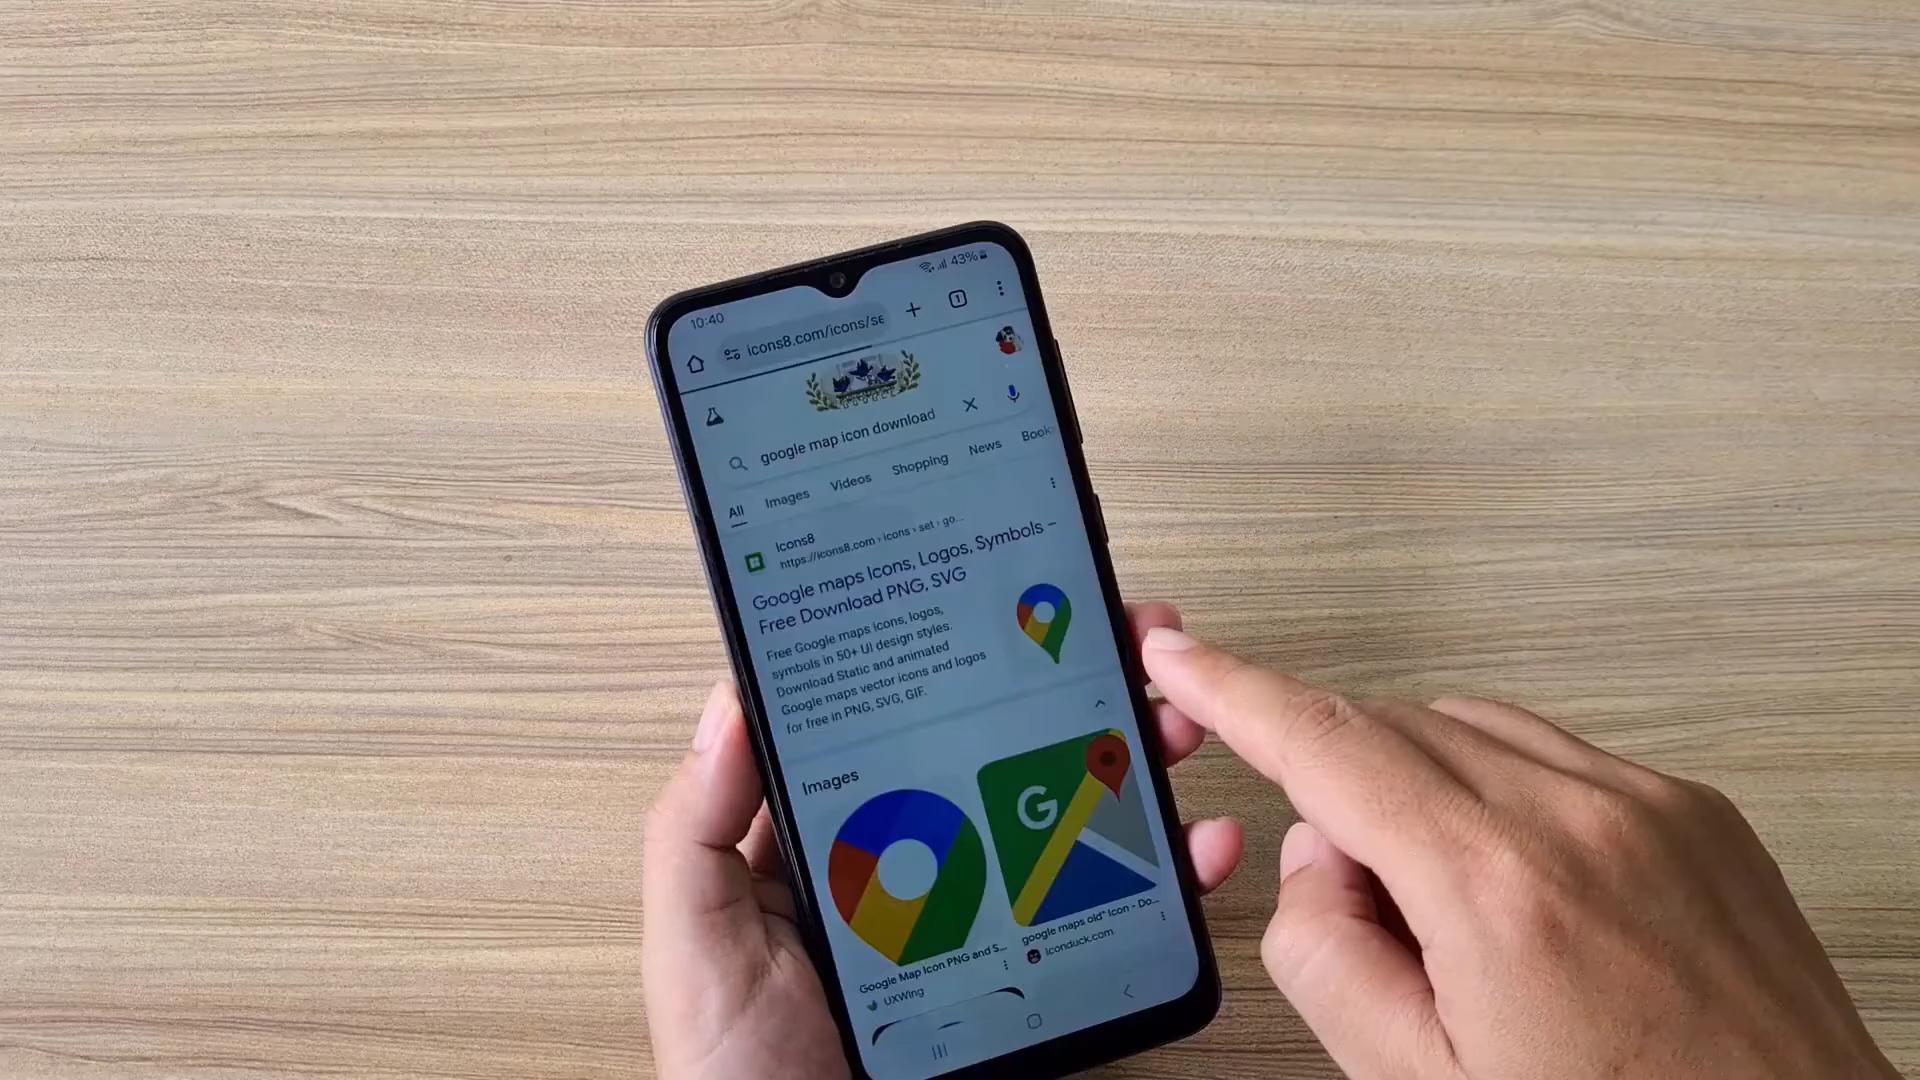 10:40
43%
icons8.com/icons/se
1
google map icon download
All Images Videos Shopping News Book
Icons8
https://icons8.com › icons › set › go...
Google maps Icons, Logos, Symbols –
Free Download PNG, SVG
Free Google maps icons, logos,
symbols in 50+ UI design styles.
Download Static and animated
Google maps vector icons and logos
for free in PNG, SVG, GIF.
Images
G
Google Map Icon PNG and S...
UXWing
google maps old" Icon - Do...
Iconduck.com